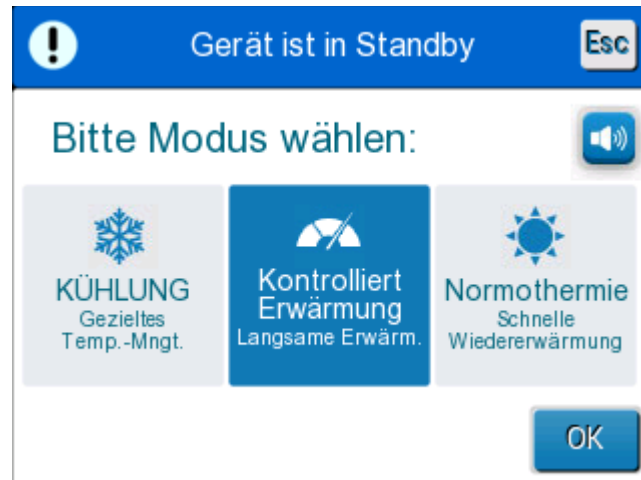 Gerät ist in Standby
Esc
Bitte Modus wählen:
KÜHLUNG
Gezieltes
Temp.-Mngt.
Kontrolliert
Erwärmung
Langsame Erwärm.
Normothermie
Schnelle
Wiedererwärmung
OK